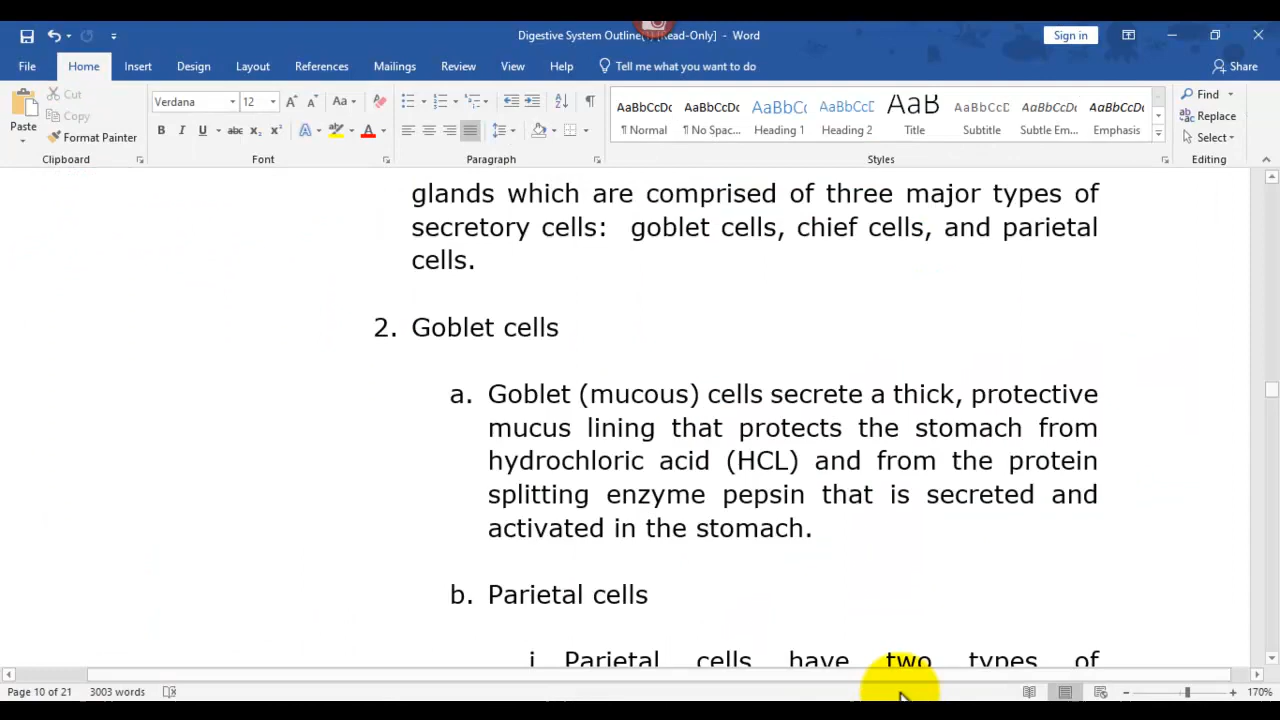 Digestive System Outline(1) [Read-Only] - Word
Sign in
File Home Insert Design Layout References Mailings Review View Help Tell me what you want to do Share
Paste
Cut
Copy
Format Painter
Verdana 12
Clipboard Font Paragraph Styles Editing
AaBbCcDc ¶ Normal
AaBbCcDc ¶ No Spac...
AaBbCc Heading 1
AaBbCcD Heading 2
AaB Title
AaBbCcD Subtitle
AaBbCcDc Subtle Em...
AaBbCcDc Emphasis
Find
Replace
Select
glands which are comprised of three major types of
secretory cells: goblet cells, chief cells, and parietal
cells.
2. Goblet cells
a. Goblet (mucous) cells secrete a thick, protective
mucus lining that protects the stomach from
hydrochloric acid (HCL) and from the protein
splitting enzyme pepsin that is secreted and
activated in the stomach.
b. Parietal cells
i Parietal cells have two types of
Page 10 of 21 3003 words 170%